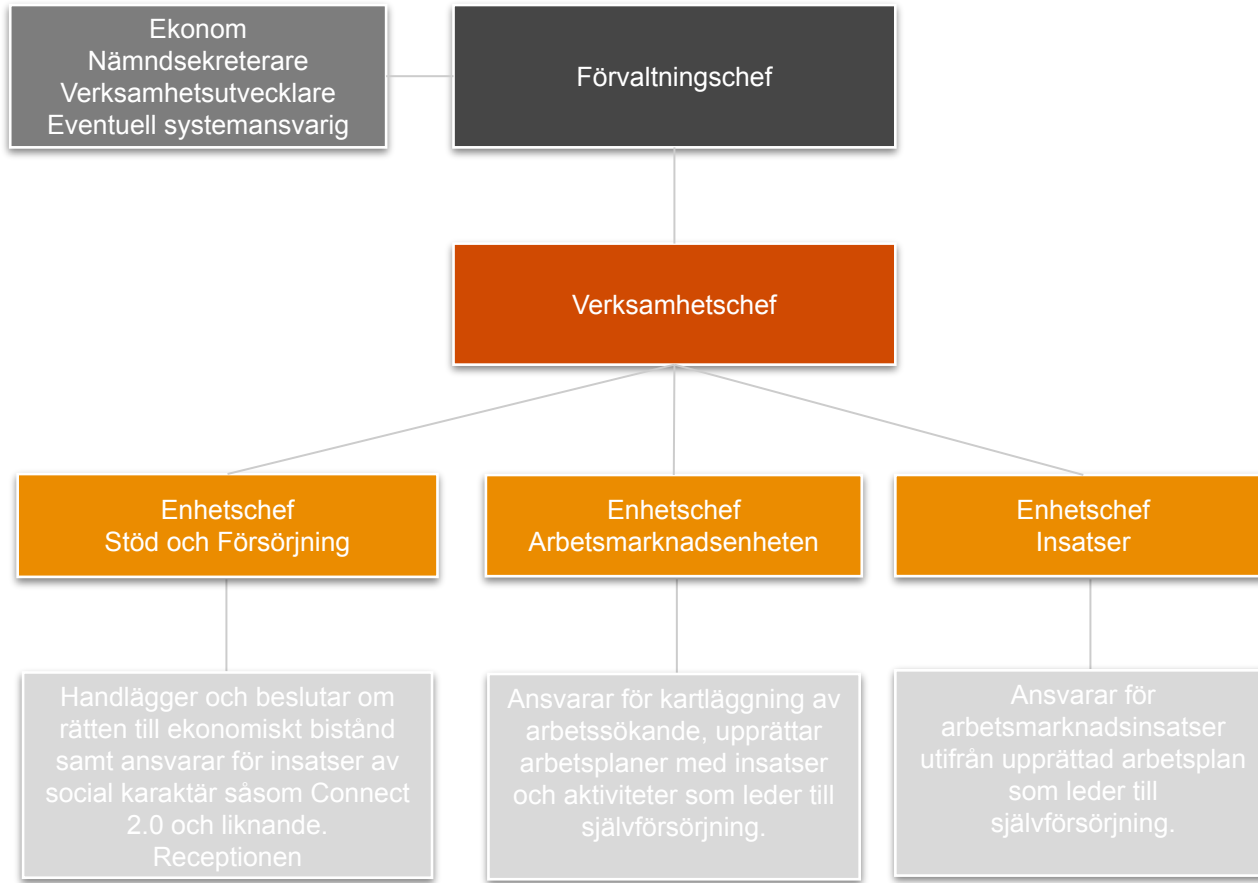 Ekonom
Nämndsekreterare
Verksamhetsutvecklare
Eventuell systemansvarig
Förvaltningschef
Verksamhetschef
Enhetschef
Stöd och Försörjning
Enhetschef
Arbetsmarknadsenheten
Enhetschef
Insatser
Handlägger och beslutar om
rätten till ekonomiskt bistånd
samt ansvarar för insatser av
social karaktär såsom Connect
2.0 och liknande.
Receptionen
Ansvarar för kartläggning av
arbetssökande, upprättar
arbetsplaner med insatser
och aktiviteter som leder till
självförsörjning.
Ansvarar för
arbetsmarknadsinsatser
utifrån upprättad arbetsplan
som leder till
självförsörjning.